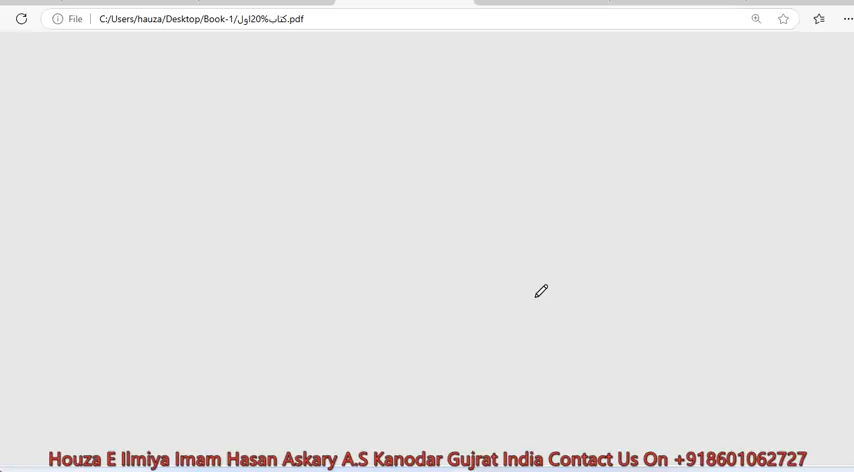 File C:/Users/hauza/Desktop/Book-1/کتاب%20اول.pdf
Houza E Ilmiya Imam Hasan Askary A.S Kanodar Gujrat India Contact Us On +918601062727